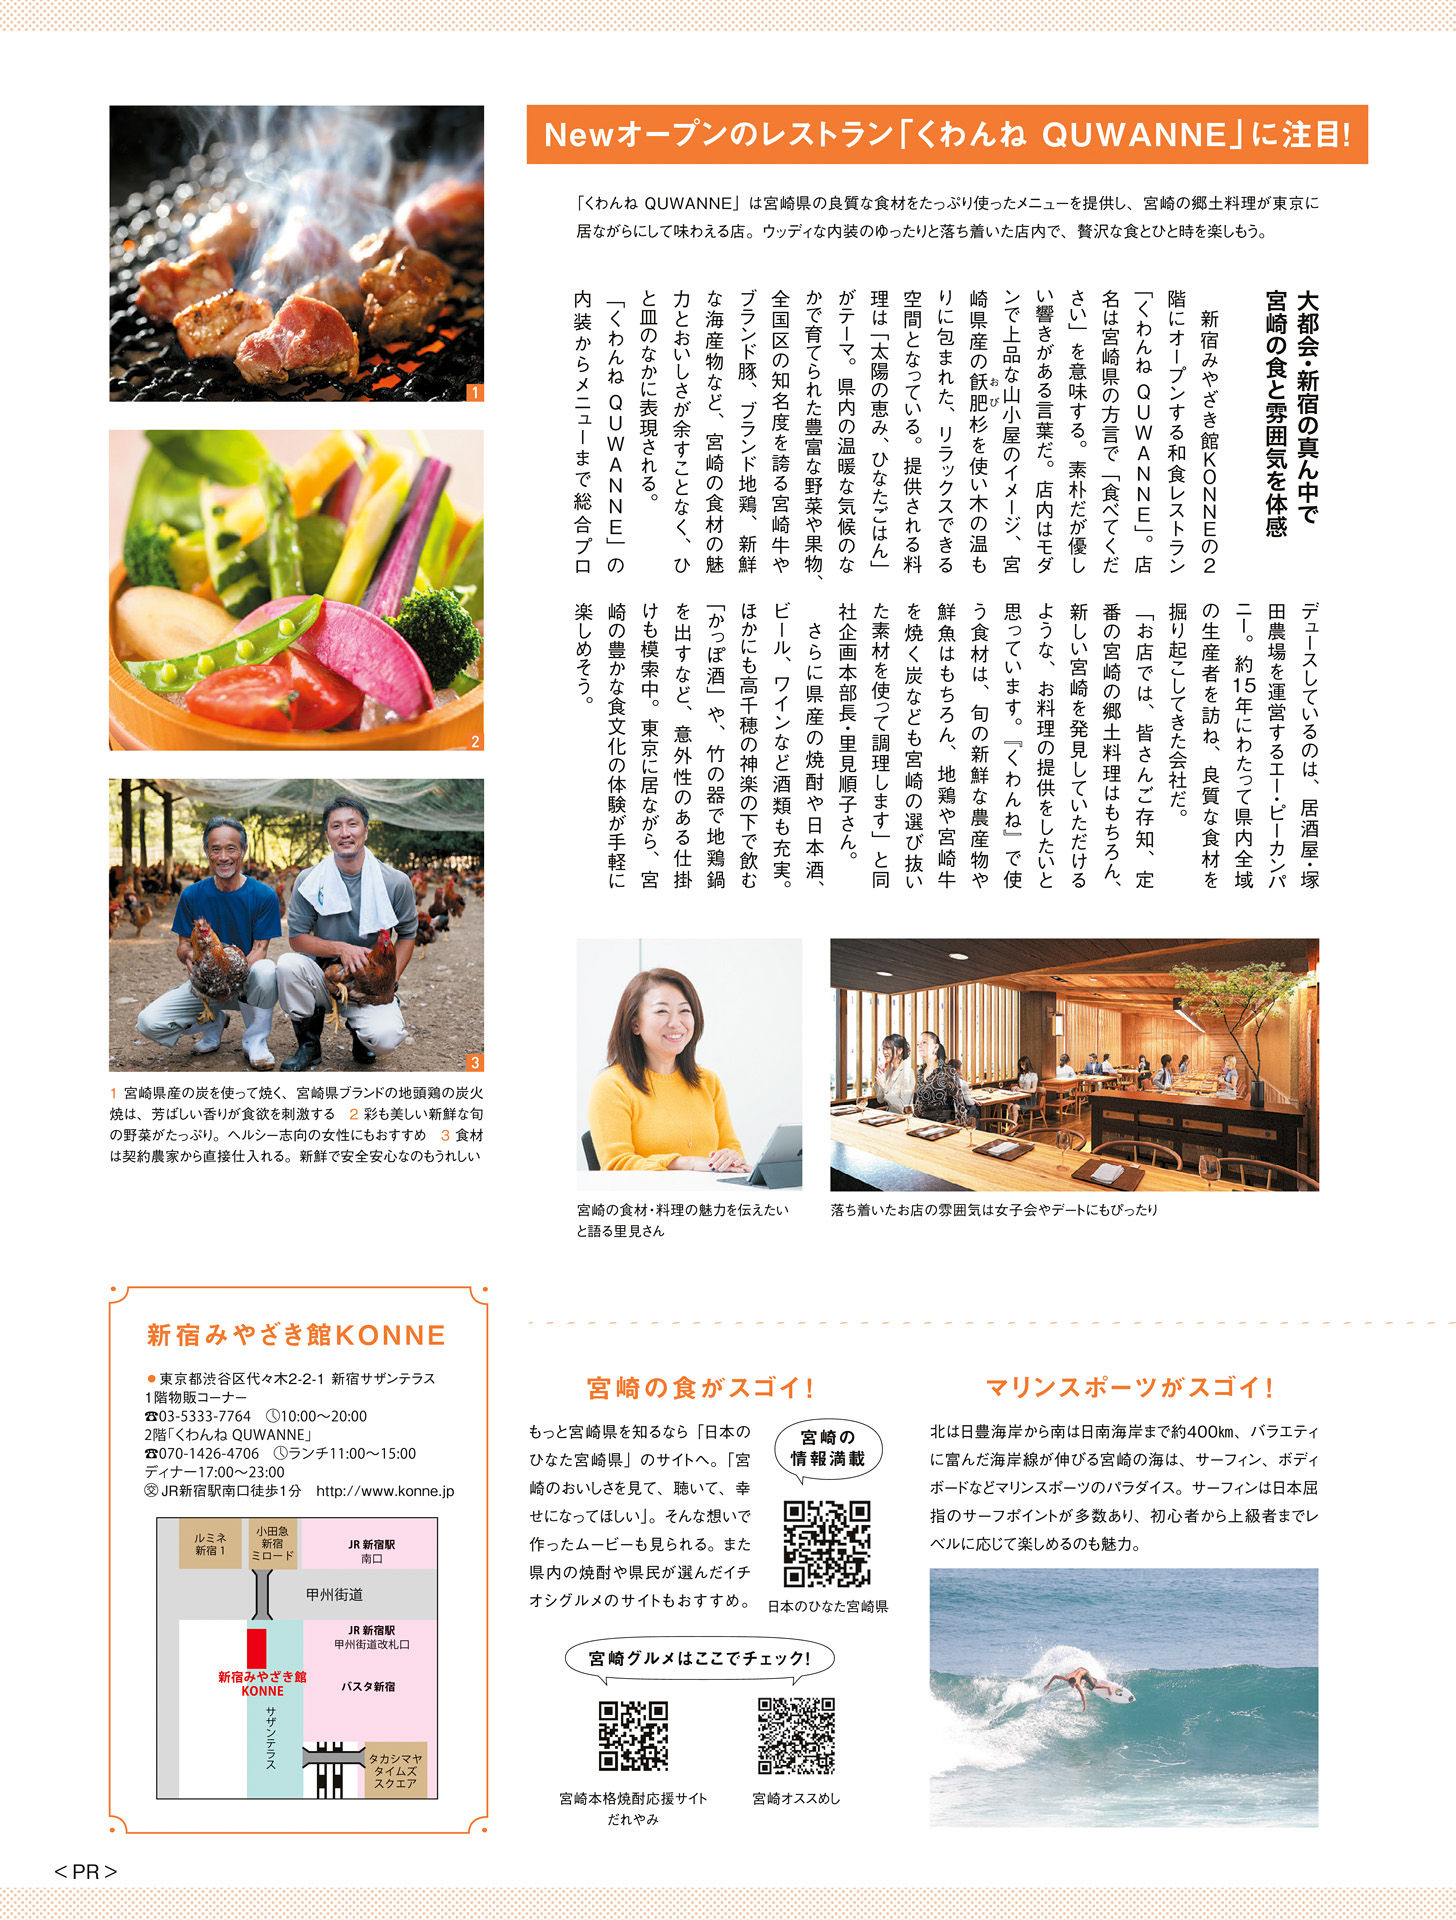 Newオープンのレストラン「くわんね QUWANNE」に注目!
「くわんね QUWANNE」は宮崎県の良質な食材をたっぷり使ったメニューを提供し、宮崎の郷土料理が東京に
居ながらにして味わえる店。ウッディな内装のゆったりと落ち着いた店内で、贅沢な食とひと時を楽しもう。
大都会・新宿の真ん中で
宮崎の食と雰囲気を体感
新宿みやざき館KONNEの2
階にオープンする和食レストラン
「くわんね QUWANNE」。店
名は宮崎県の方言で「食べてくだ
さい」を意味する。素朴だが優し
い響きがある言葉だ。店内はモダ
ンで上品な山小屋のイメージ、宮
崎県産の飫肥杉を使い木の温も
おび
りに包まれた、リラックスできる
空間となっている。提供される料
理は「太陽の恵み、ひなたごはん」
がテーマ。県内の温暖な気候のな
かで育てられた豊富な野菜や果物、
全国区の知名度を誇る宮崎牛や
ブランド豚、ブランド地鶏、新鮮
な海産物など、宮崎の食材の魅
力とおいしさが余すことなく、ひ
と皿のなかに表現される。
「くわんね QUWANNE」の
内装からメニューまで総合プロ
デュースしているのは、居酒屋・塚
田農場を運営するエー・ピーカンパ
ニー。約15年にわたって県内全域
の生産者を訪ね、良質な食材を
掘り起こしてきた会社だ。
「お店では、皆さんご存知、定
番の宮崎の郷土料理はもちろん、
新しい宮崎を発見していただける
ような、お料理の提供をしたいと
思っています。『くわんね』で使
う食材は、旬の新鮮な農産物や
鮮魚はもちろん、地鶏や宮崎牛
を焼く炭なども宮崎の選び抜い
た素材を使って調理します」と同
社企画本部長・里見順子さん。
さらに県産の焼酎や日本酒、
ビール、ワインなど酒類も充実。
ほかにも高千穂の神楽の下で飲む
「かっぽ酒」や、竹の器で地鶏鍋
を出すなど、意外性のある仕掛
けも模索中。東京に居ながら、宮
崎の豊かな食文化の体験が手軽に
楽しめそう。
1
2
3
1 宮崎県産の炭を使って焼く、宮崎県ブランドの地頭鶏の炭火
焼は、芳ばしい香りが食欲を刺激する 2 彩も美しい新鮮な旬
の野菜がたっぷり。ヘルシー志向の女性にもおすすめ 3 食材
は契約農家から直接仕入れる。新鮮で安全安心なのもうれしい
宮崎の食材・料理の魅力を伝えたい
と語る里見さん
落ち着いたお店の雰囲気は女子会やデートにもぴったり
新宿みやざき館KONNE
●東京都渋谷区代々木2-2-1 新宿サザンテラス
1階物販コーナー
☎03-5333-7764 10:00〜20:00
2階「くわんね QUWANNE」
☎070-1426-4706 ランチ11:00〜15:00
ディナー17:00〜23:00
交JR新宿駅南口徒歩1分 http://www.konne.jp
ルミネ
新宿1
小田急
新宿
ミロード
JR 新宿駅
南口
甲州街道
JR 新宿駅
甲州街道改札口
新宿みやざき館
KONNE
バスタ新宿
サザンテラス
タカシマヤ
タイムズ
スクエア
宮崎の食がスゴイ!
もっと宮崎県を知るなら「日本の
ひなた宮崎県」のサイトへ。「宮
崎のおいしさを見て、聴いて、幸
せになってほしい」。そんな想いで
作ったムービーも見られる。また
県内の焼酎や県民が選んだイチ
オシグルメのサイトもおすすめ。
宮崎の
情報満載
日本のひなた宮崎県
宮崎グルメはここでチェック!
宮崎本格焼酎応援サイト
だれやみ
宮崎オススめし
マリンスポーツがスゴイ!
北は日豊海岸から南は日南海岸まで約400㎞、バラエティ
に富んだ海岸線が伸びる宮崎の海は、サーフィン、ボディ
ボードなどマリンスポーツのパラダイス。サーフィンは日本屈
指のサーフポイントが多数あり、初心者から上級者までレ
ベルに応じて楽しめるのも魅力。
<PR>